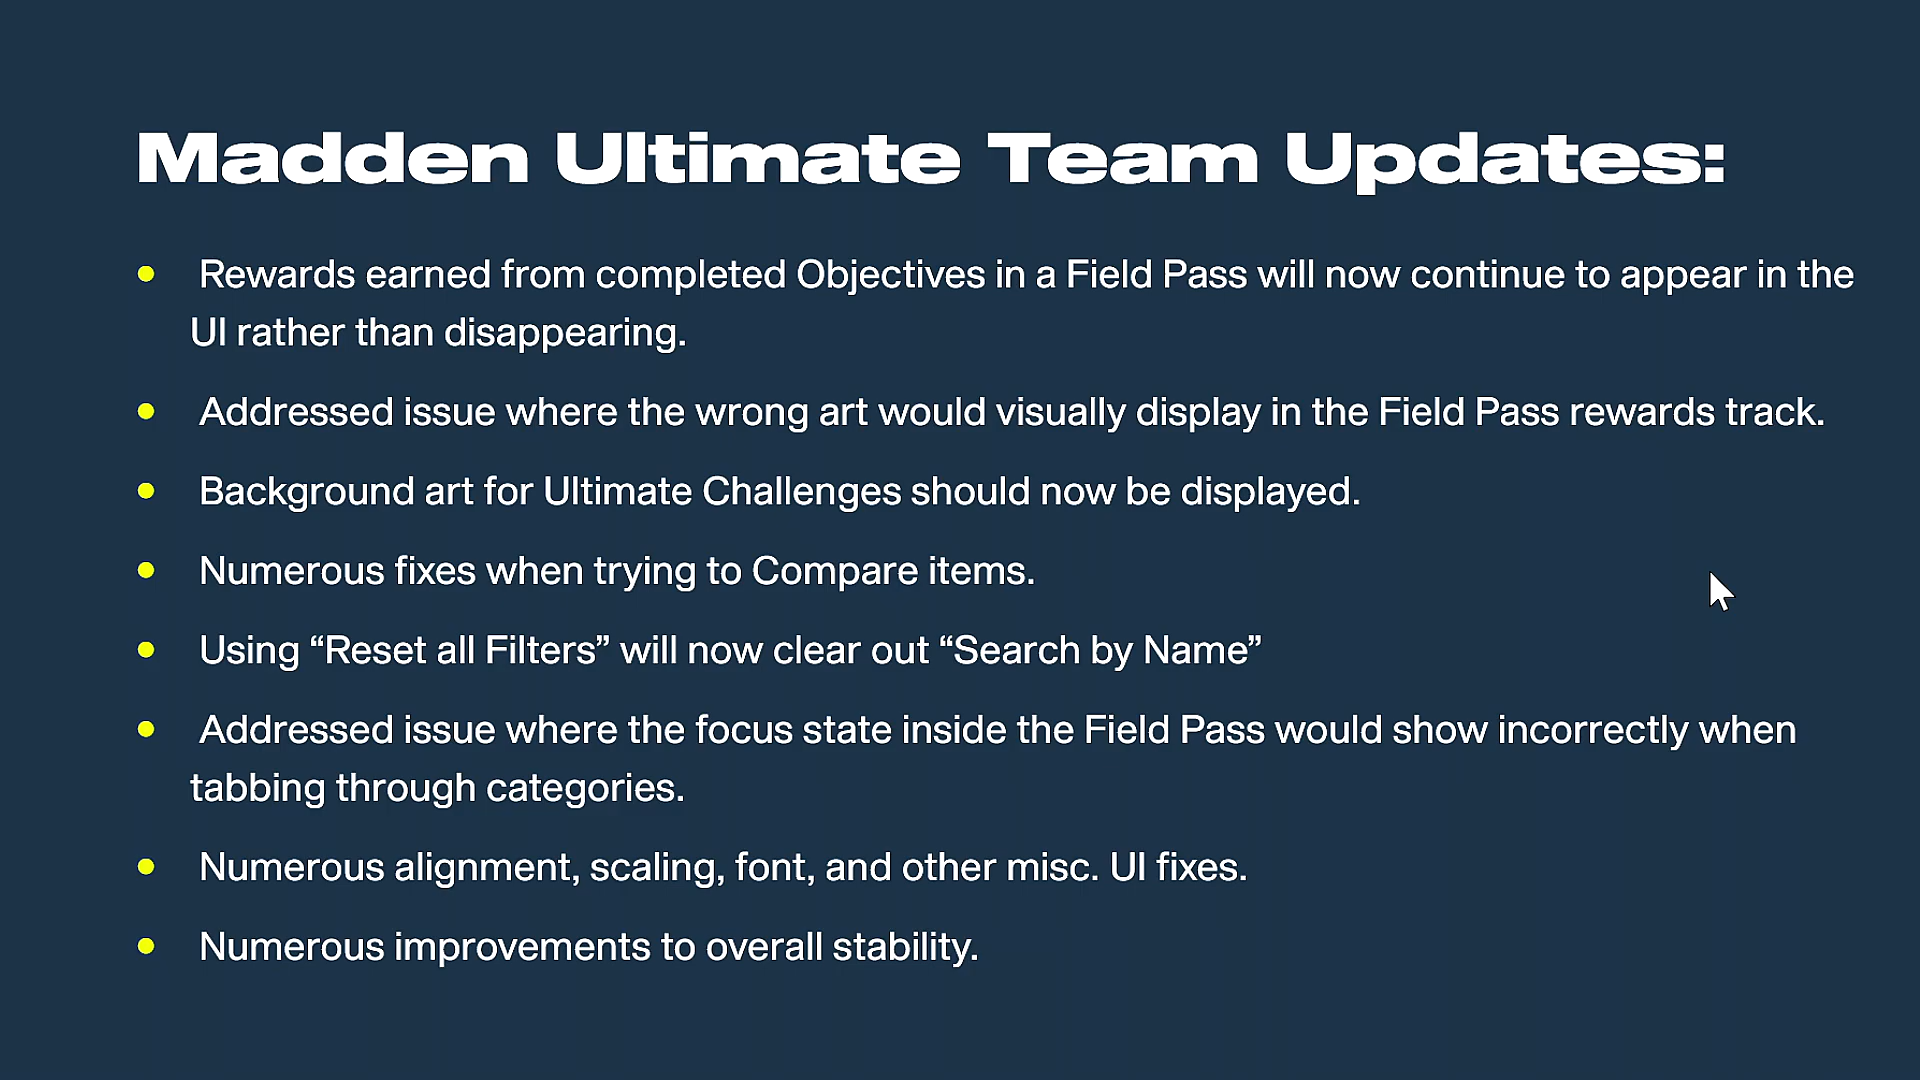 Madden Ultimate Team Updates:
Rewards earned from completed Objectives in a Field Pass will now continue to appear in the
UI rather than disappearing.
Addressed issue where the wrong art would visually display in the Field Pass rewards track.
Background art for Ultimate Challenges should now be displayed.
Numerous fixes when trying to Compare items.
Using “Reset all Filters” will now clear out “Search by Name”
Addressed issue where the focus state inside the Field Pass would show incorrectly when
tabbing through categories.
Numerous alignment, scaling, font, and other misc. UI fixes.
Numerous improvements to overall stability.